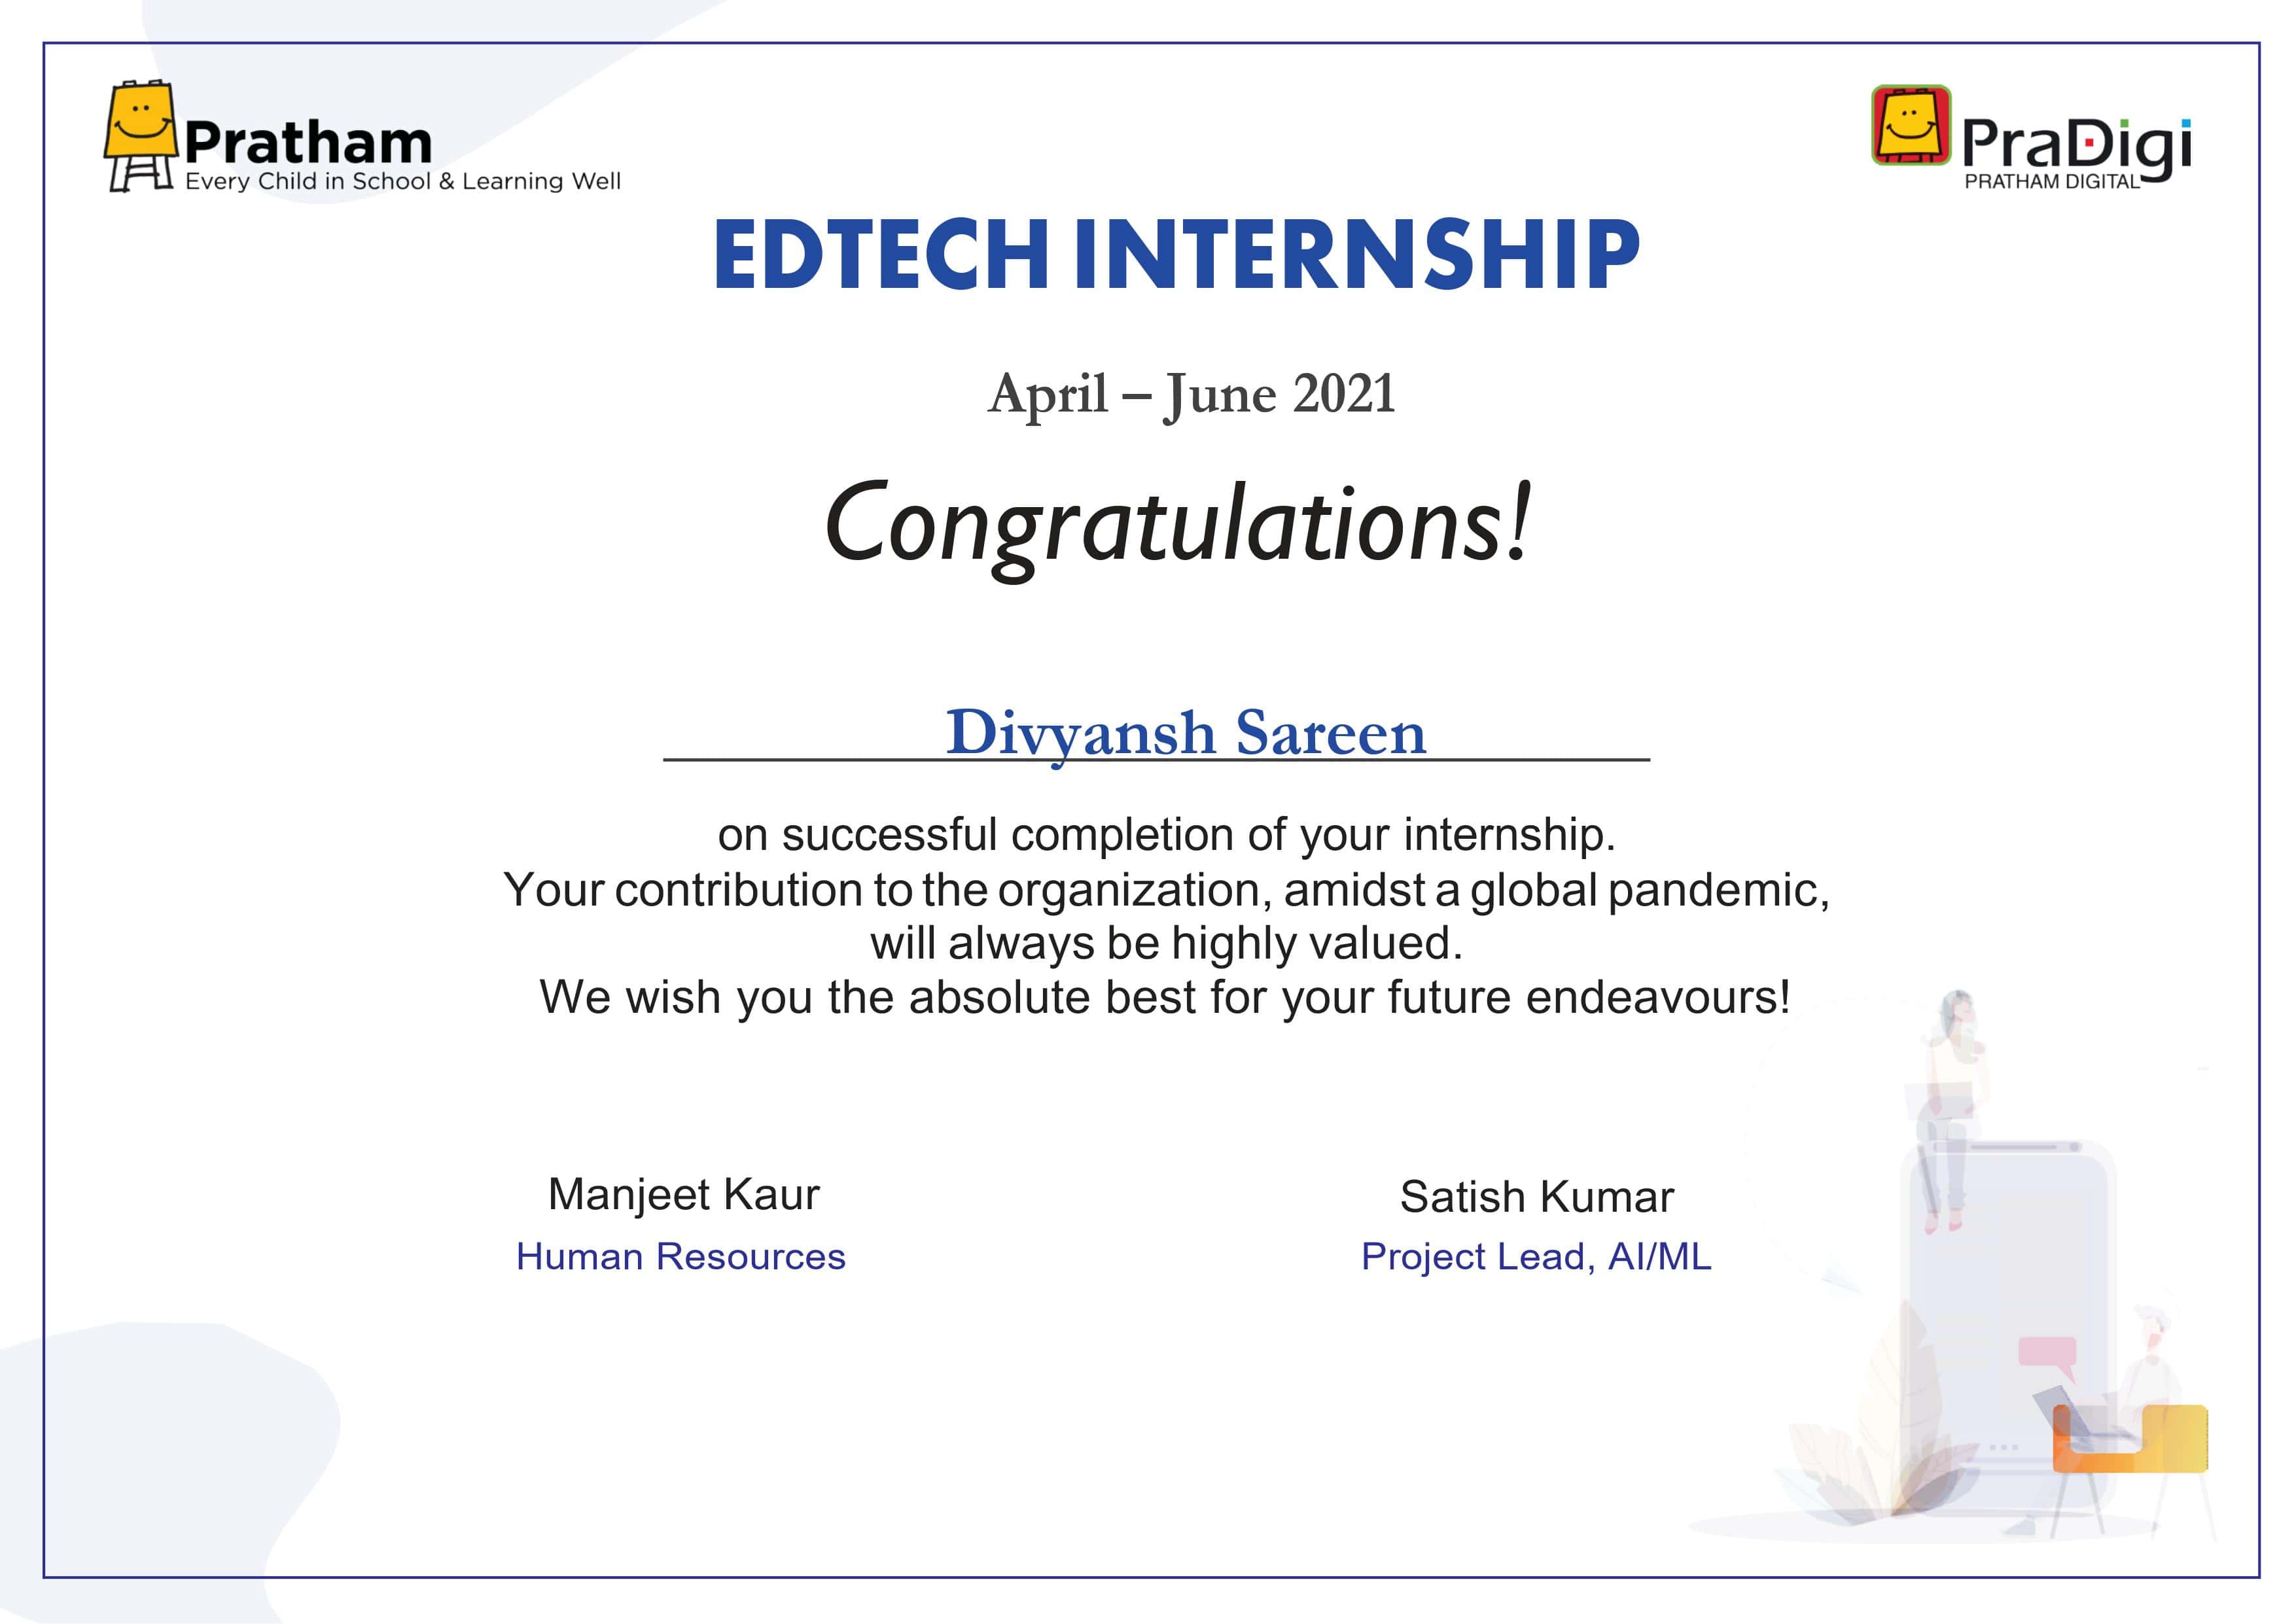 Pratham
Every Child in School & Learning Well
PraDigi
PRATHAM DIGITAL
EDTECH INTERNSHIP
April – June 2021
Congratulations!
Divyansh Sareen
on successful completion of your internship.
Your contribution to the organization, amidst a global pandemic,
will always be highly valued.
We wish you the absolute best for your future endeavours!
Manjeet Kaur
Human Resources
Satish Kumar
Project Lead, AI/ML